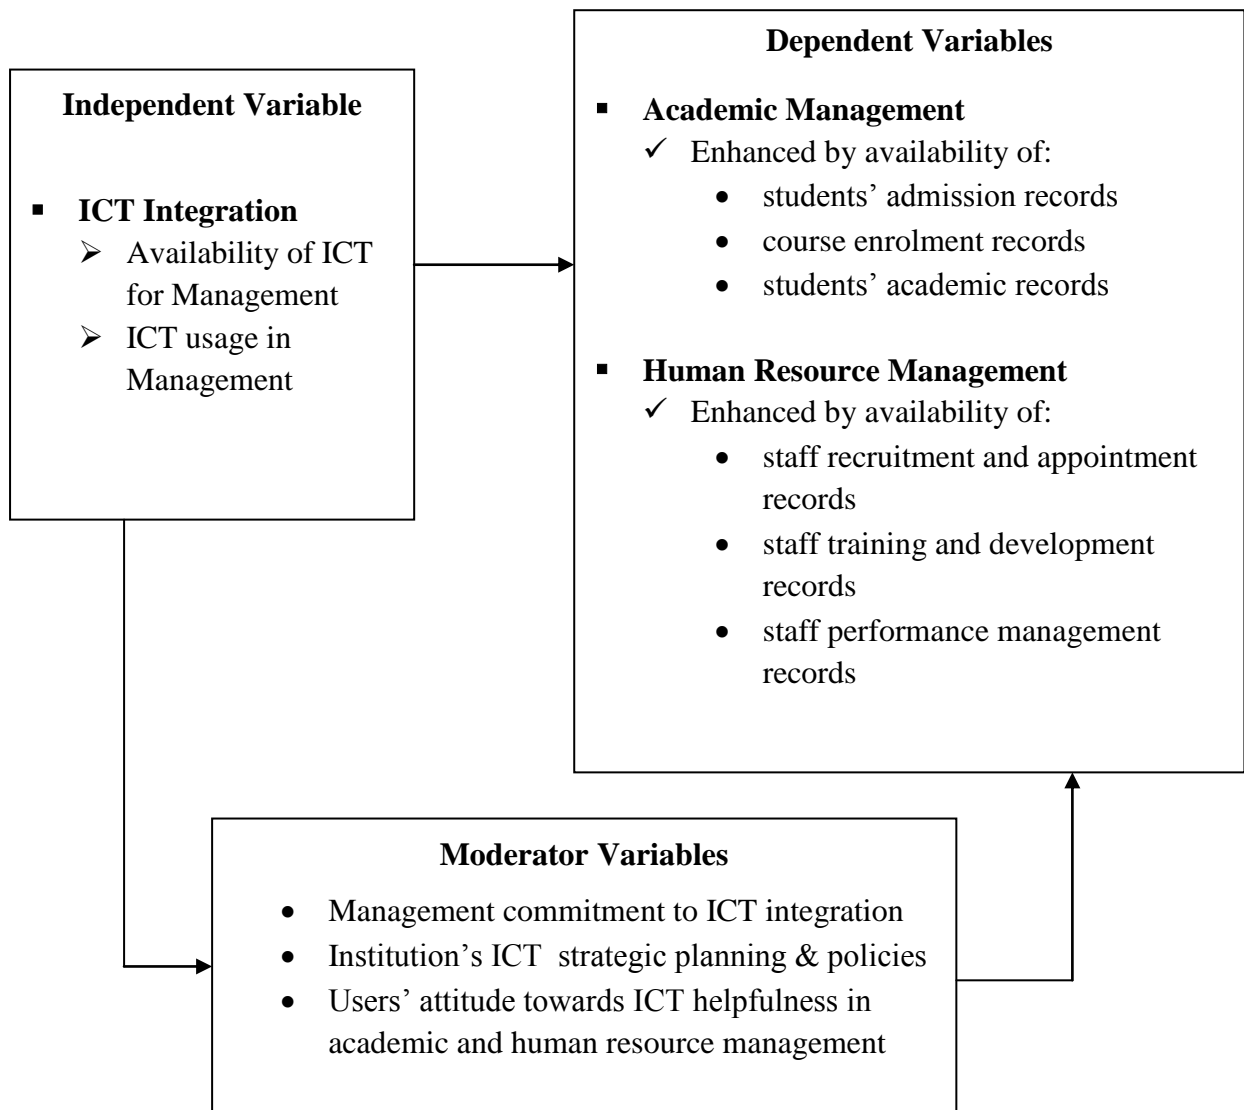 Independent Variable
▪ ICT Integration
➢ Availability of ICT
for Management
➢ ICT usage in
Management
Dependent Variables
▪ Academic Management
✓ Enhanced by availability of:
• students’ admission records
• course enrolment records
• students’ academic records
▪ Human Resource Management
✓ Enhanced by availability of:
• staff recruitment and appointment
records
• staff training and development
records
• staff performance management
records
Moderator Variables
• Management commitment to ICT integration
• Institution’s ICT strategic planning & policies
• Users’ attitude towards ICT helpfulness in
academic and human resource management